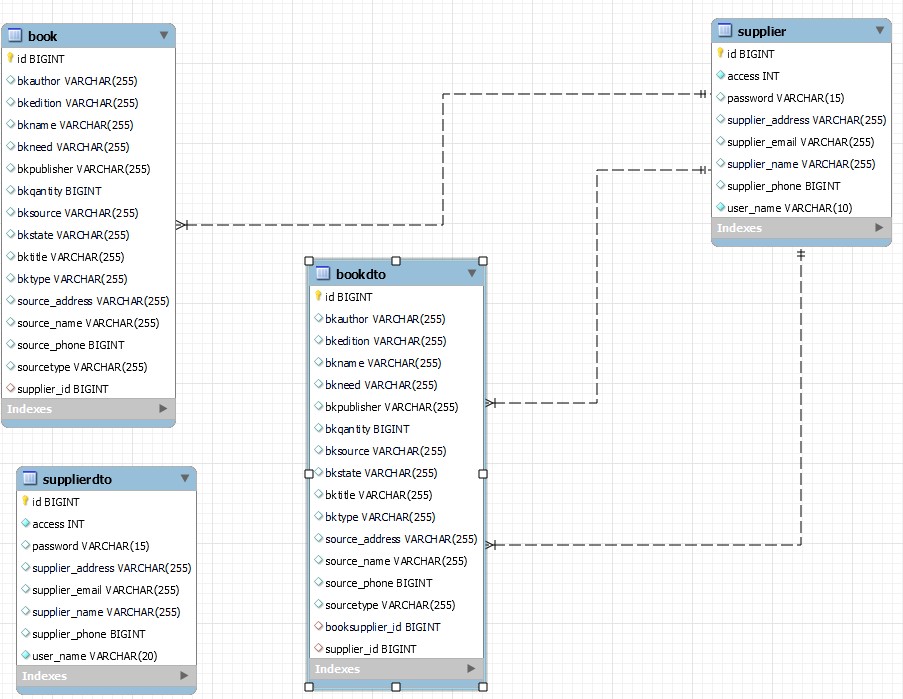 book
id BIGINT
bkauthor VARCHAR(255)
bkedition VARCHAR(255)
bkname VARCHAR(255)
bkneed VARCHAR(255)
bkpublisher VARCHAR(255)
bkqantity BIGINT
bksource VARCHAR(255)
bkstate VARCHAR(255)
bktitle VARCHAR(255)
bktype VARCHAR(255)
source_address VARCHAR(255)
source_name VARCHAR(255)
source_phone BIGINT
sourcetype VARCHAR(255)
supplier_id BIGINT
Indexes
supplier
id BIGINT
access INT
password VARCHAR(15)
supplier_address VARCHAR(255)
supplier_email VARCHAR(255)
supplier_name VARCHAR(255)
supplier_phone BIGINT
user_name VARCHAR(10)
Indexes
bookdto
id BIGINT
bkauthor VARCHAR(255)
bkedition VARCHAR(255)
bkname VARCHAR(255)
bkneed VARCHAR(255)
bkpublisher VARCHAR(255)
bkqantity BIGINT
bksource VARCHAR(255)
bkstate VARCHAR(255)
bktitle VARCHAR(255)
bktype VARCHAR(255)
source_address VARCHAR(255)
source_name VARCHAR(255)
source_phone BIGINT
sourcetype VARCHAR(255)
booksupplier_id BIGINT
supplier_id BIGINT
Indexes
supplierdto
id BIGINT
access INT
password VARCHAR(15)
supplier_address VARCHAR(255)
supplier_email VARCHAR(255)
supplier_name VARCHAR(255)
supplier_phone BIGINT
user_name VARCHAR(20)
Indexes